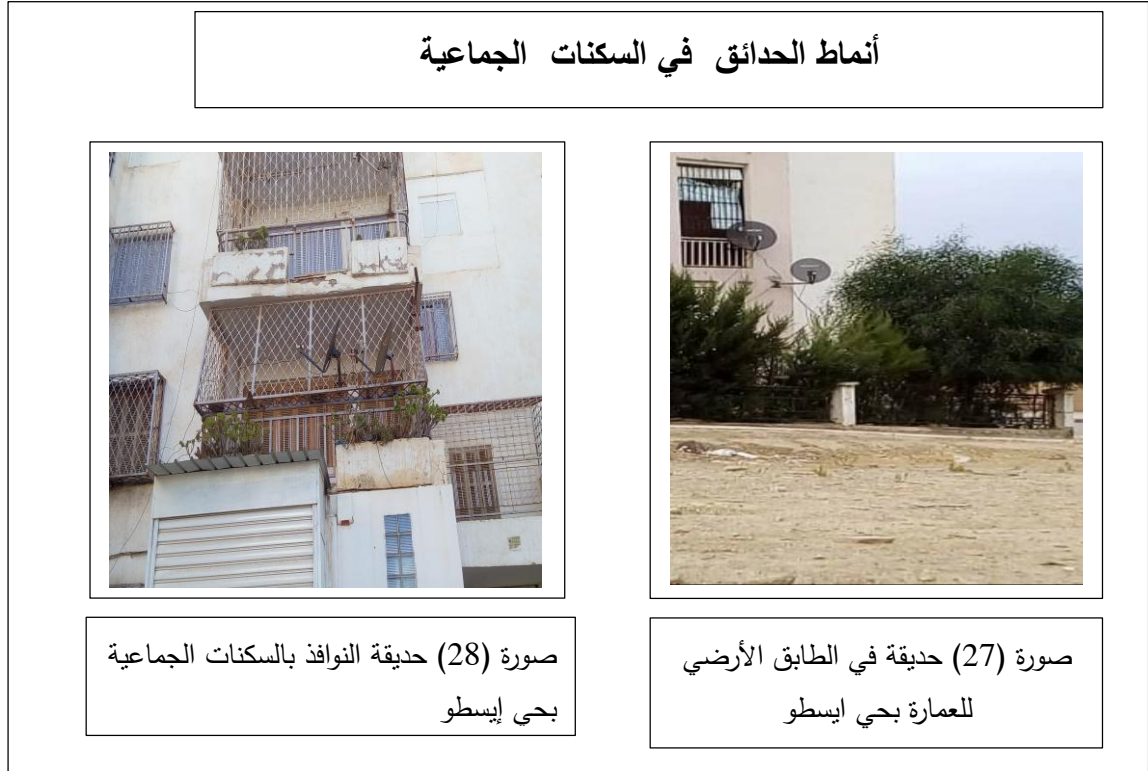 أنماط الحدائق في السكنات الجماعية
صورة (27) حديقة في الطابق الأرضي
للعمارة بحي ايسطو
صورة (28) حديقة النوافذ بالسكنات الجماعية
بحي إيسطو